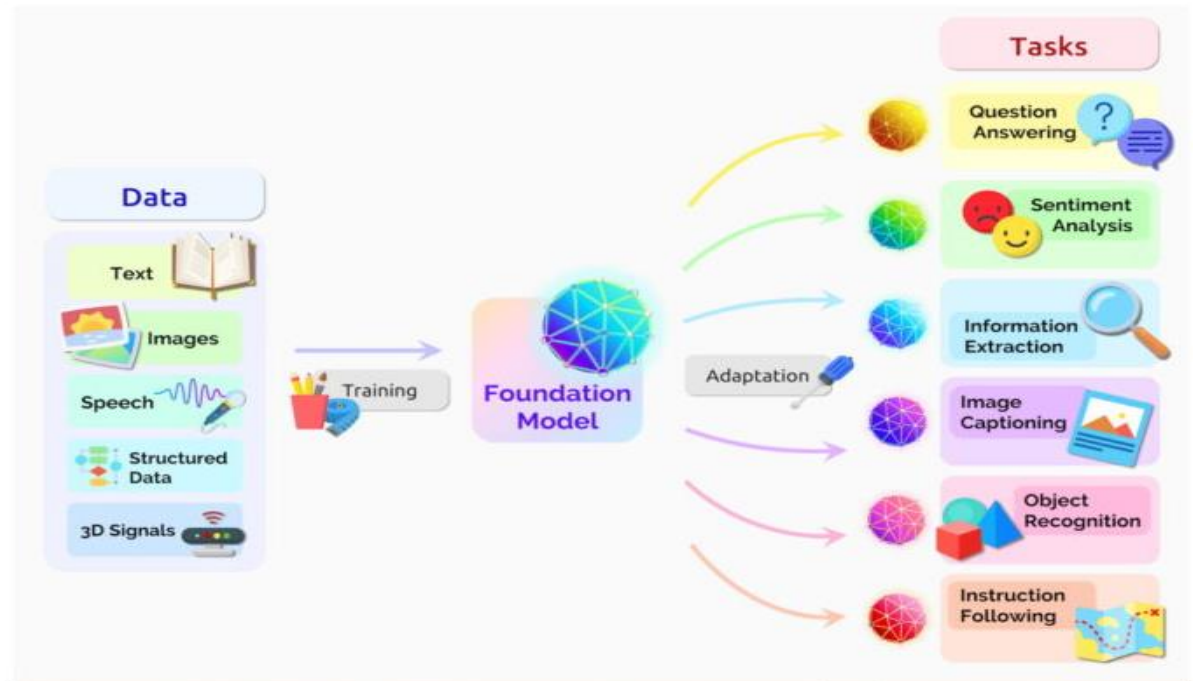 Data
Text
Images
Speech
Structured
Data
3D Signals
Training
Foundation
Model
Adaptation
Tasks
Question
Answering
?
Sentiment
Analysis
Information
Extraction
Image
Captioning
Object
Recognition
Instruction
Following